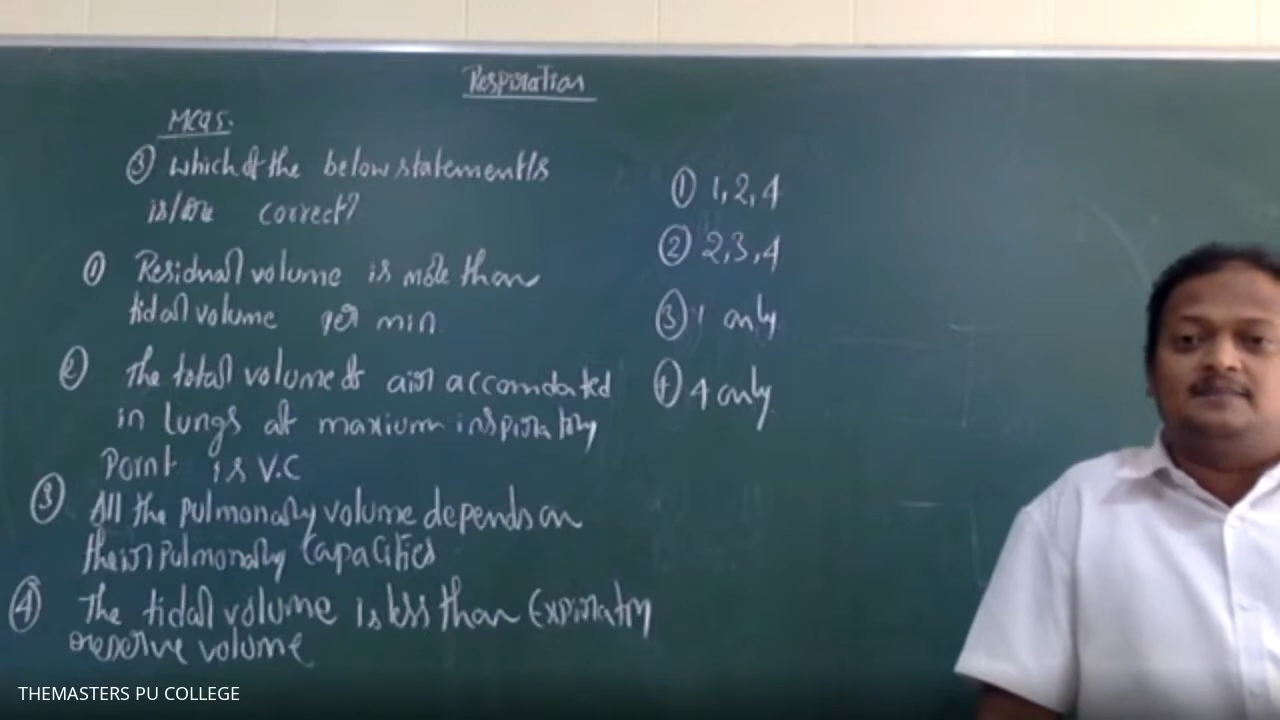 Respiration
MCQs.
③ which of the below statement/s
is/are correct?
① Residual volume is more than
tidal volume per min
② The total volume of air accomdated
in lungs at maxium inspiratory
Point is V.C
③ All the pulmonary volume depends on
their pulmonary Capacities
④ The tidal volume is less than Expiratory
reserve volume
① 1,2,4
② 2,3,4
③ 1 only
④ 4 only.
THEMASTERS PU COLLEGE